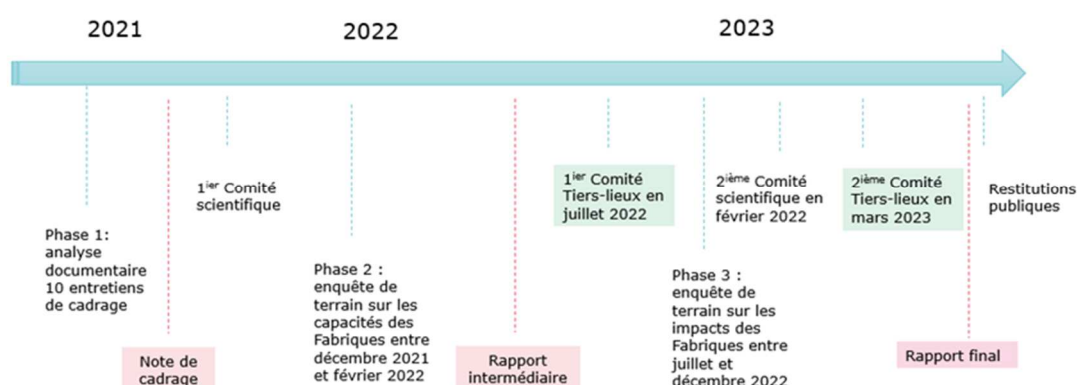 2021
2022
2023
1ier Comité
scientifique
1ier Comité
Tiers-lieux en
juillet 2022
2ième Comité
scientifique en
février 2022
2ième Comité
Tiers-lieux en
mars 2023
Restitutions
publiques
Phase 1:
analyse
documentaire
10 entretiens
de cadrage
Phase 2 :
enquête de
terrain sur les
capacités des
Fabriques entre
décembre 2021
et février 2022
Phase 3 :
enquête de
terrain sur les
impacts des
Fabriques entre
juillet et
décembre 2022
Note de
cadrage
Rapport
intermédiaire
Rapport final